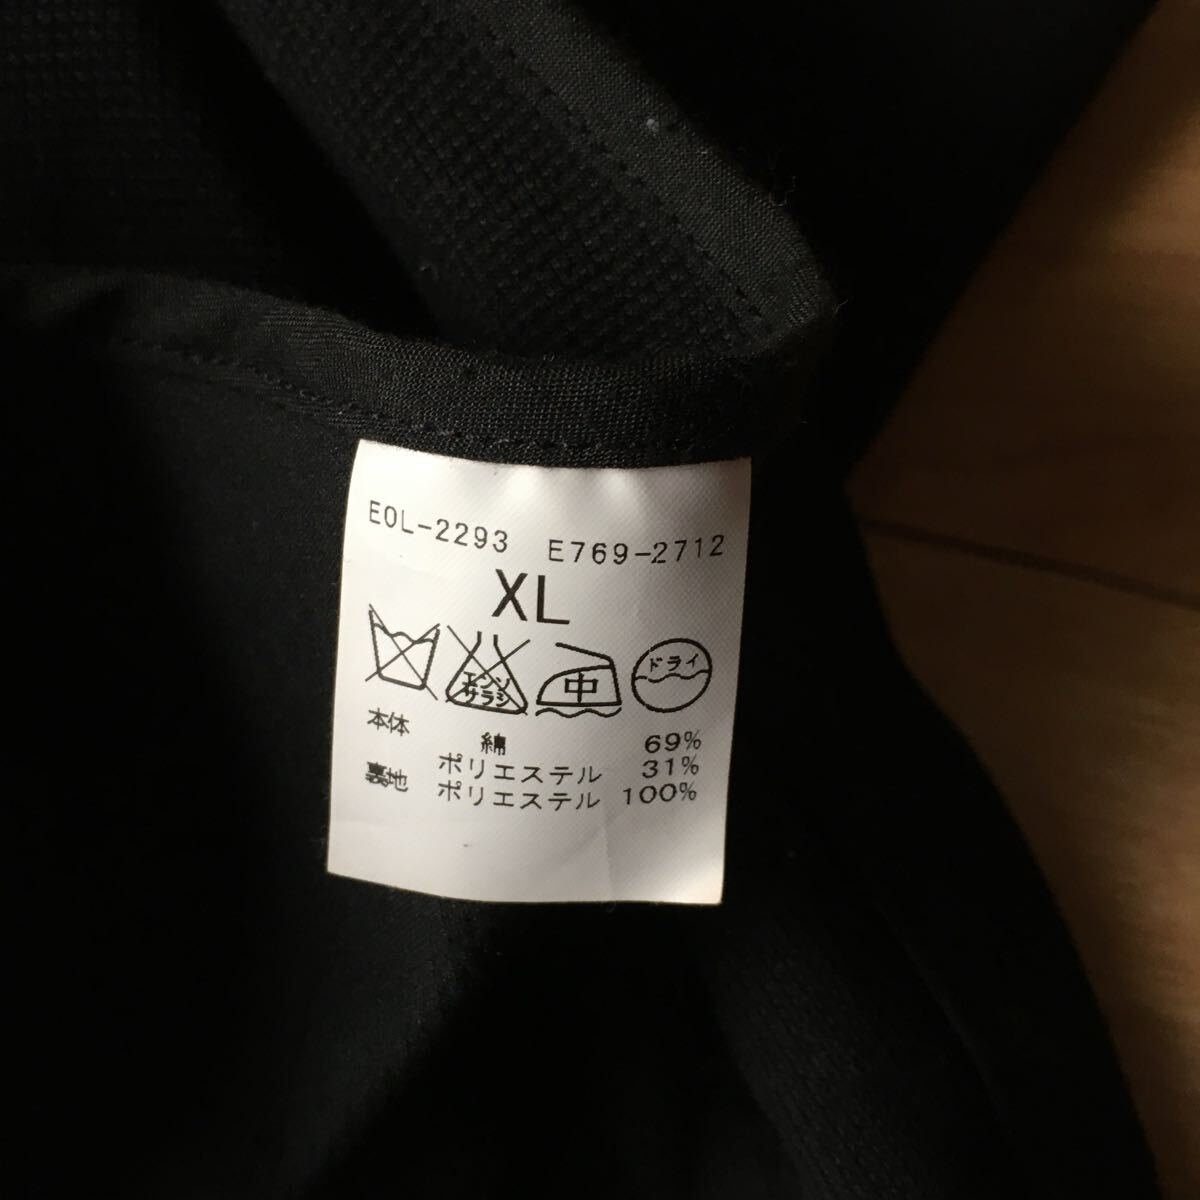 EOL-2293 E769-2712
XL
エンソ サラシ 中 ドライ
本体 綿 69%
ポリエステル 31%
裏地 ポリエステル 100%